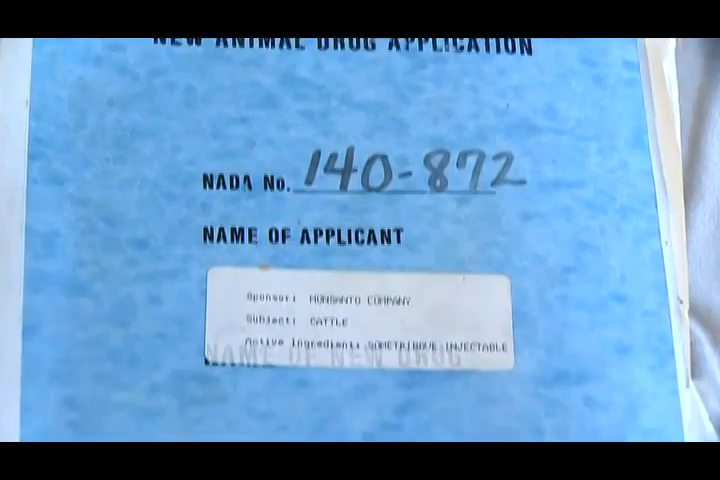 NEW ANIMAL DRUG APPLICATION
NADA No. 140-872
NAME OF APPLICANT
Sponsor: MONSANTO COMPANY
Subject: CATTLE
Active Ingredient: SOMETRIBOVE;INJECTABLE
NAME OF NEW DRUG